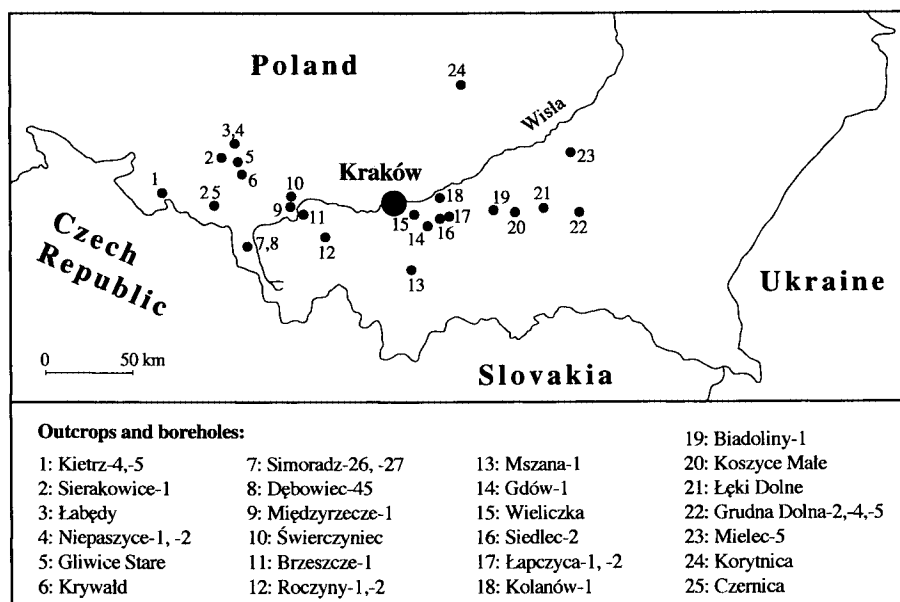 Poland
24
Wisła
3,4
2
5
6
23
Kraków
1
25
10
9
11
18
15
14
17
16
19
20
21
22
12
7,8
13
Czech
Republic
Ukraine
0 50 km
Slovakia
Outcrops and boreholes:
1: Kietrz-4,-5
2: Sierakowice-1
3: Łabędy
4: Niepaszyce-1, -2
5: Gliwice Stare
6: Krywałd
7: Simoradz-26, -27
8: Dębowiec-45
9: Międzyrzecze-1
10: Świerczyniec
11: Brzeszcze-1
12: Roczyny-1,-2
13: Mszana-1
14: Gdów-1
15: Wieliczka
16: Siedlec-2
17: Łapczyca-1, -2
18: Kolanów-1
19: Biadoliny-1
20: Koszyce Małe
21: Łęki Dolne
22: Grudna Dolna-2,-4,-5
23: Mielec-5
24: Korytnica
25: Czernica